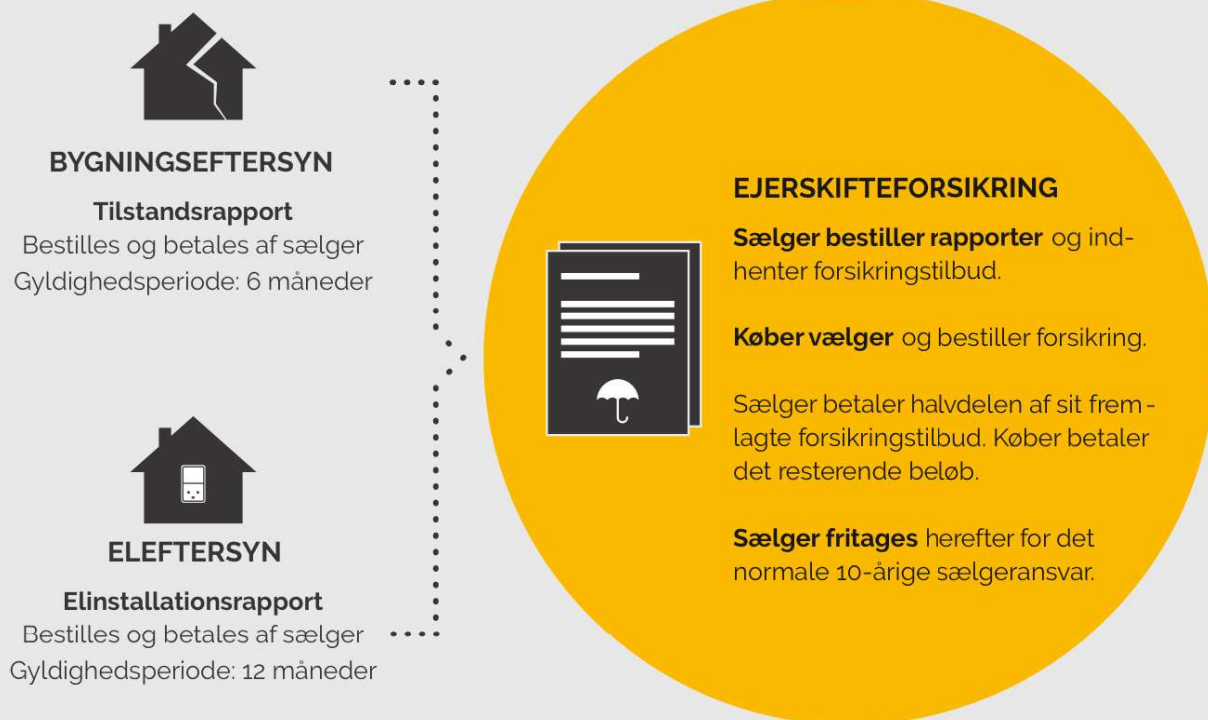 BYGNINGSEFTERSYN
Tilstandsrapport
Bestilles og betales af sælger
Gyldighedsperiode: 6 måneder
ELEFTERSYN
Elinstallationsrapport
Bestilles og betales af sælger
Gyldighedsperiode: 12 måneder
EJERSKIFTEFORSIKRING
Sælger bestiller rapporter og ind-
henter forsikringstilbud.
Køber vælger og bestiller forsikring.
Sælger betaler halvdelen af sit frem-
lagte forsikringstilbud. Køber betaler
det resterende beløb.
Sælger fritages herefter for det
normale 10-årige sælgeransvar.